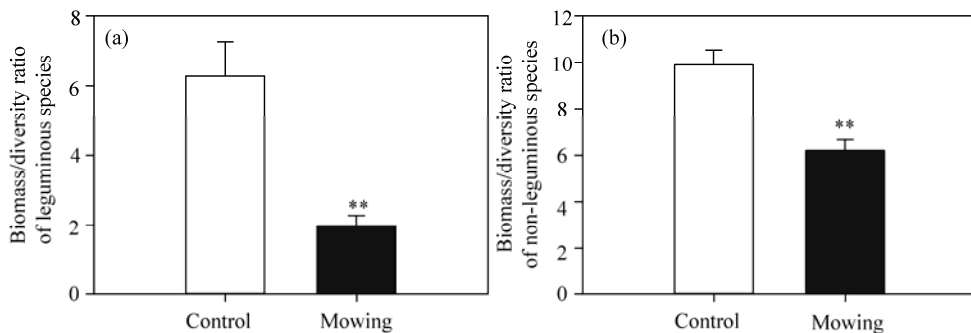 (a)
Biomass/diversity ratio
of leguminous species
8
6
4
2
0
**
Control
Mowing
(b)
Biomass/diversity ratio
of non-leguminous species
12
10
8
6
4
2
0
**
Control
Mowing